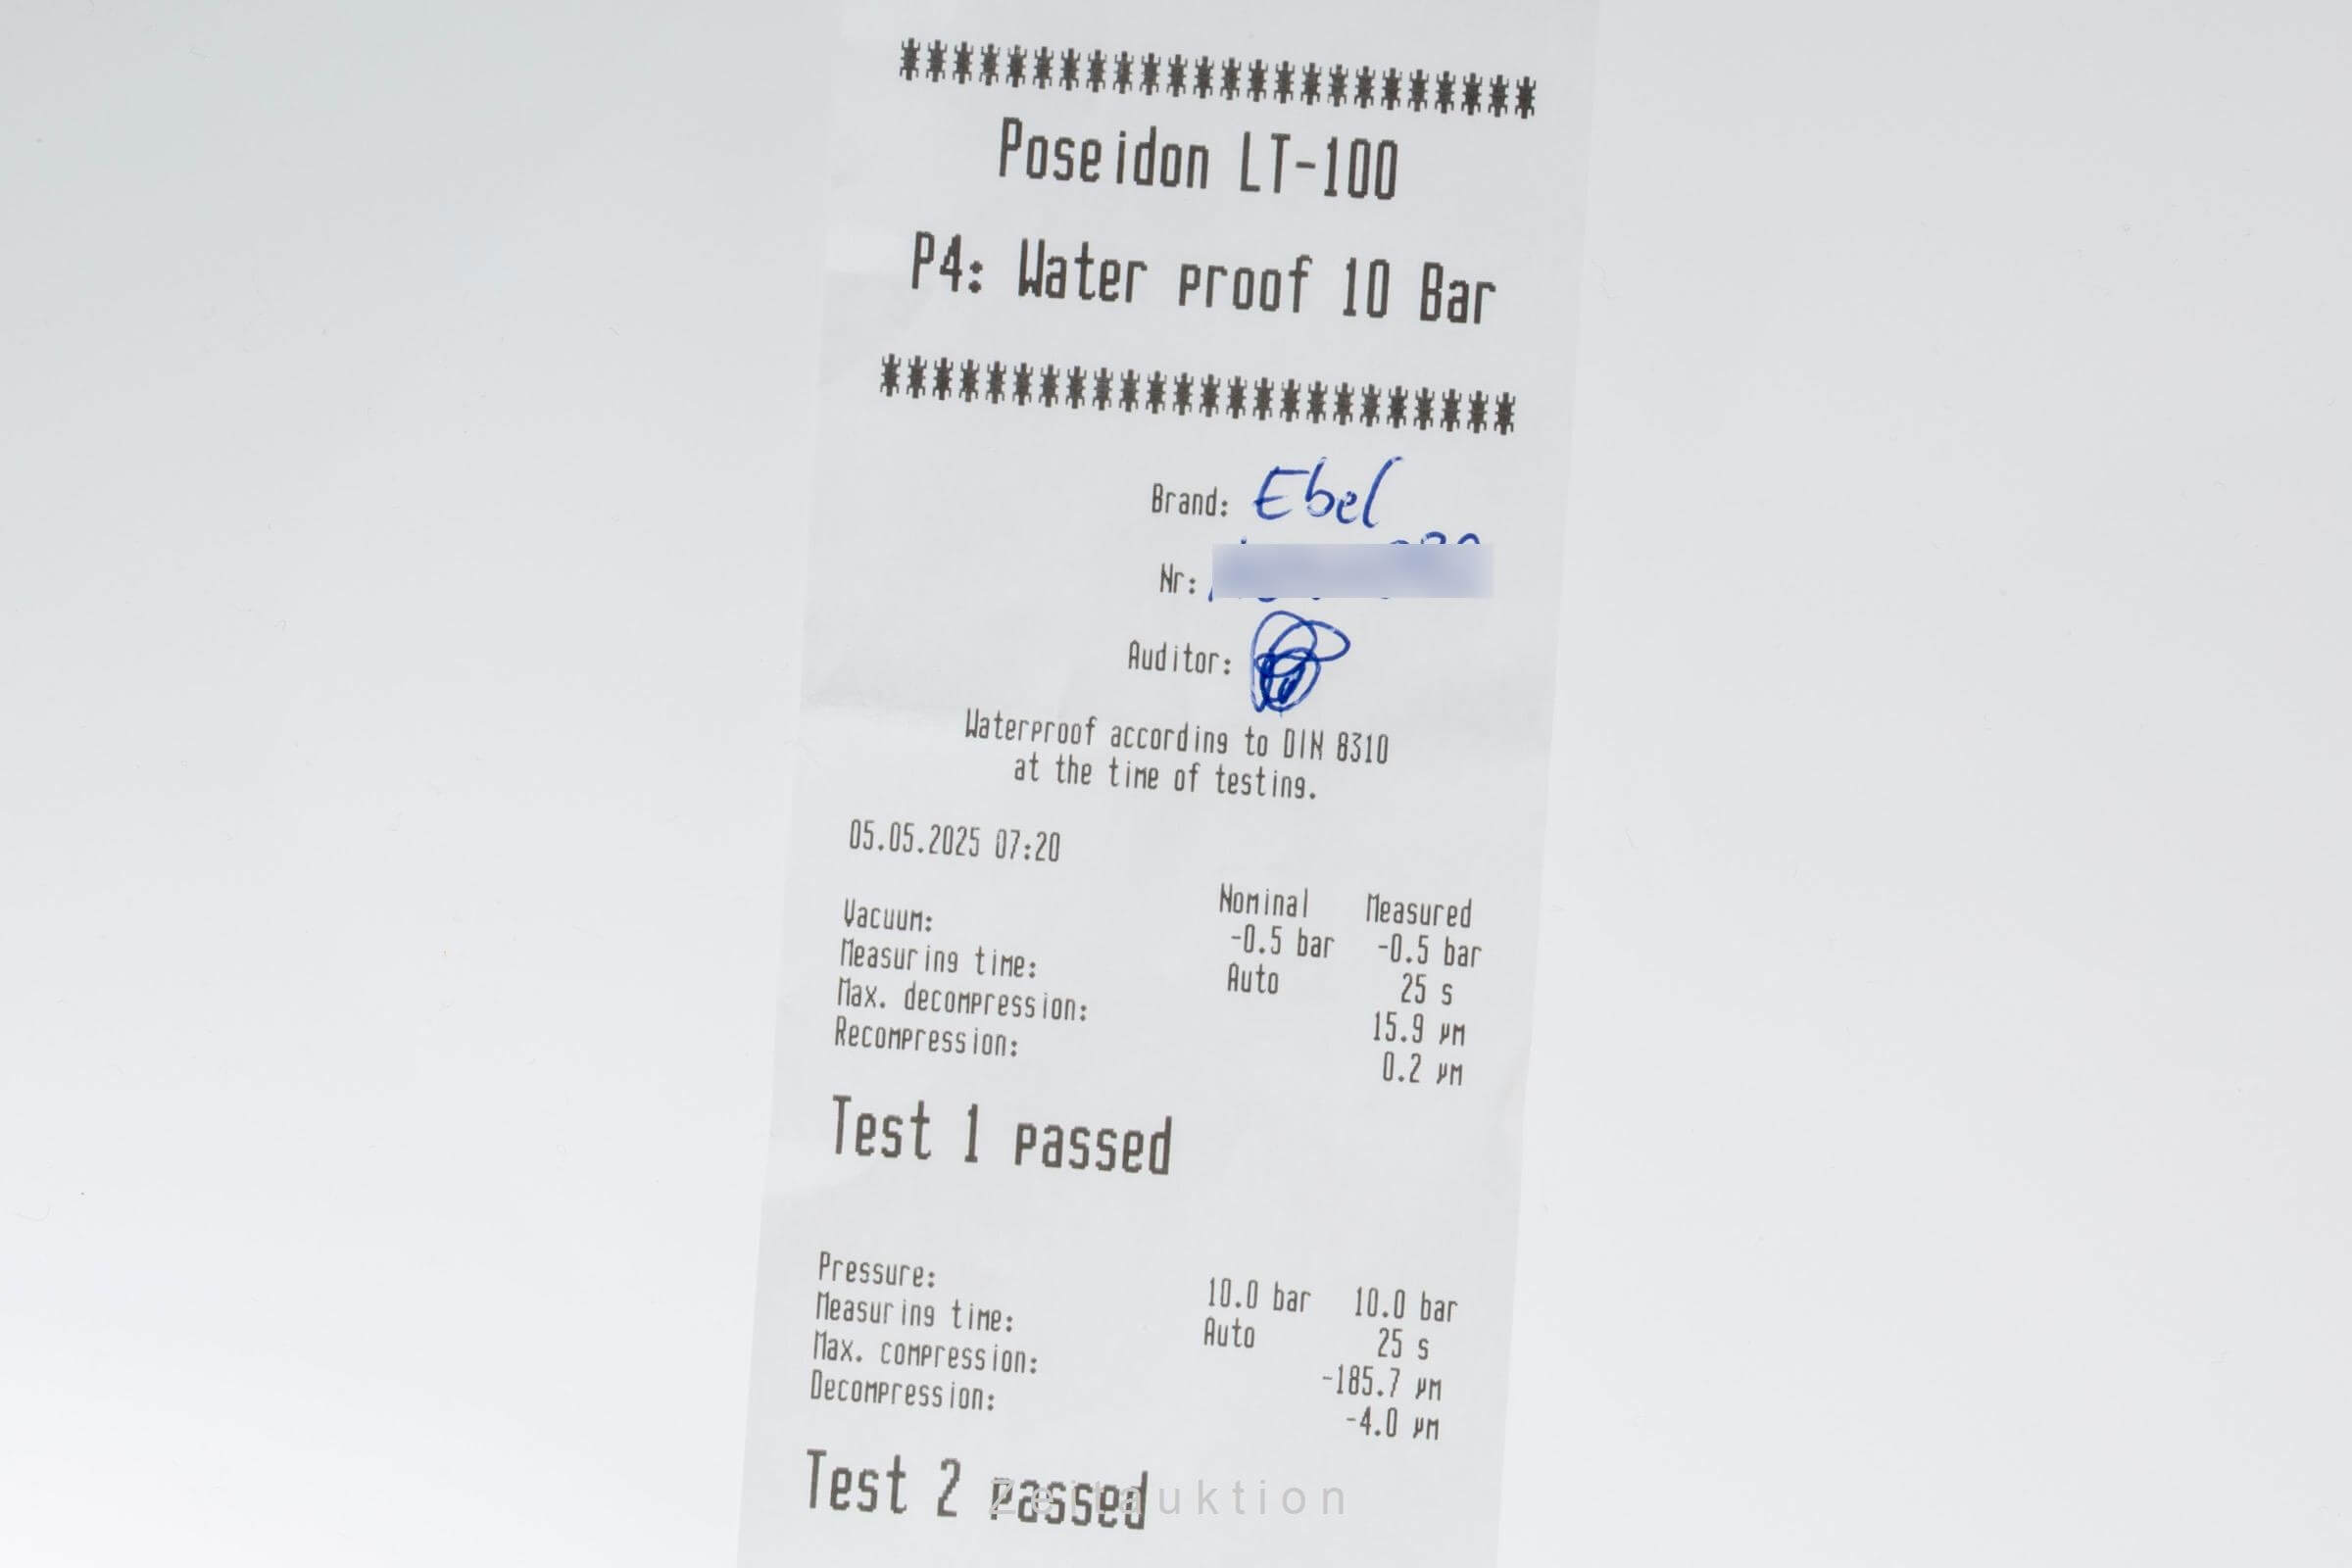 ************************
Poseidon LT-100
P4: Water proof 10 Bar
************************
Brand: Ebel
Nr:
Auditor:
Waterproof according to DIN 8310
at the time of testing.
05.05.2025 07:20
Nominal Measured
Vacuum: -0.5 bar -0.5 bar
Measuring time: Auto 25 s
Max. decompression: 15.9 µm
Recompression: 0.2 µm
Test 1 passed
Pressure: 10.0 bar 10.0 bar
Measuring time: Auto 25 s
Max. compression: -185.7 µm
Decompression: -4.0 µm
Test 2 passed
Zeitauktion